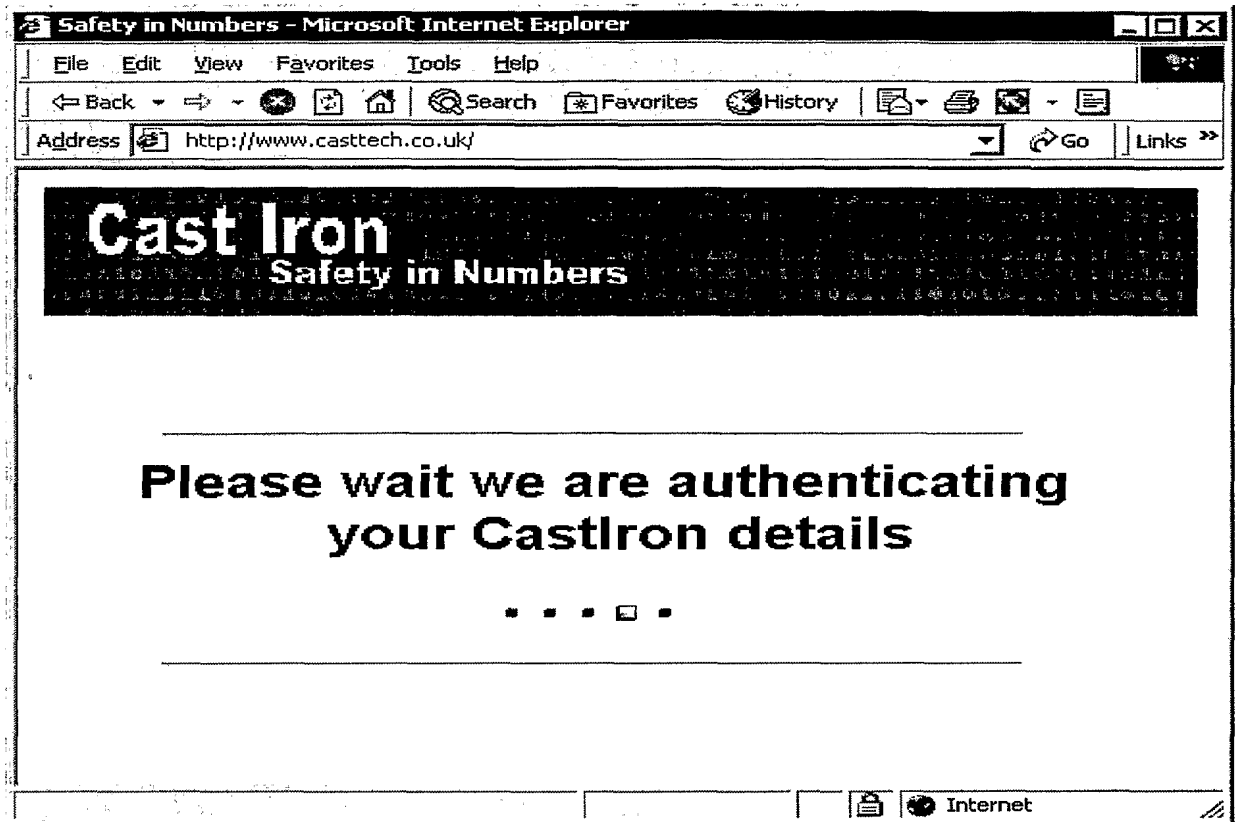 Safety in Numbers - Microsoft Internet Explorer
File Edit View Favorites Tools Help
Back Search Favorites History
Address http://www.casttech.co.uk/ Go Links »
Cast Iron
Safety in Numbers
Please wait we are authenticating
your CastIron details
Internet